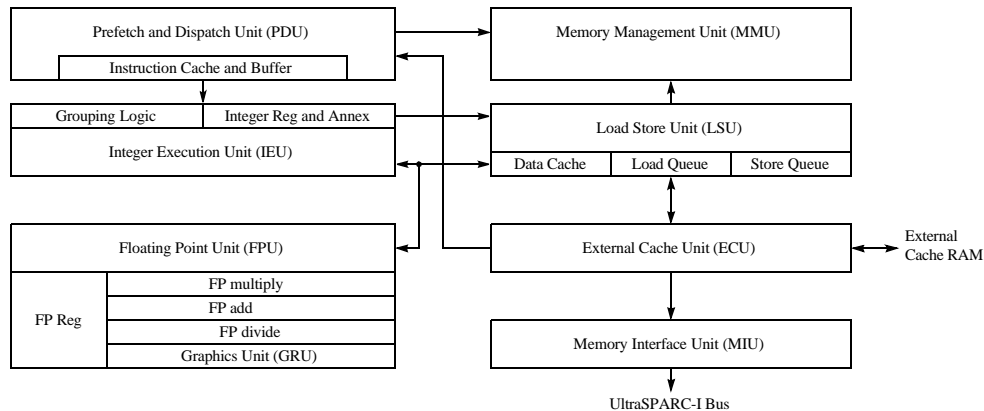 Prefetch and Dispatch Unit (PDU)
Instruction Cache and Buffer
Memory Management Unit (MMU)
Grouping Logic
Integer Reg and Annex
Integer Execution Unit (IEU)
Load Store Unit (LSU)
Data Cache
Load Queue
Store Queue
Floating Point Unit (FPU)
FP Reg
FP multiply
FP add
FP divide
Graphics Unit (GRU)
External Cache Unit (ECU)
External
Cache RAM
Memory Interface Unit (MIU)
UltraSPARC-I Bus